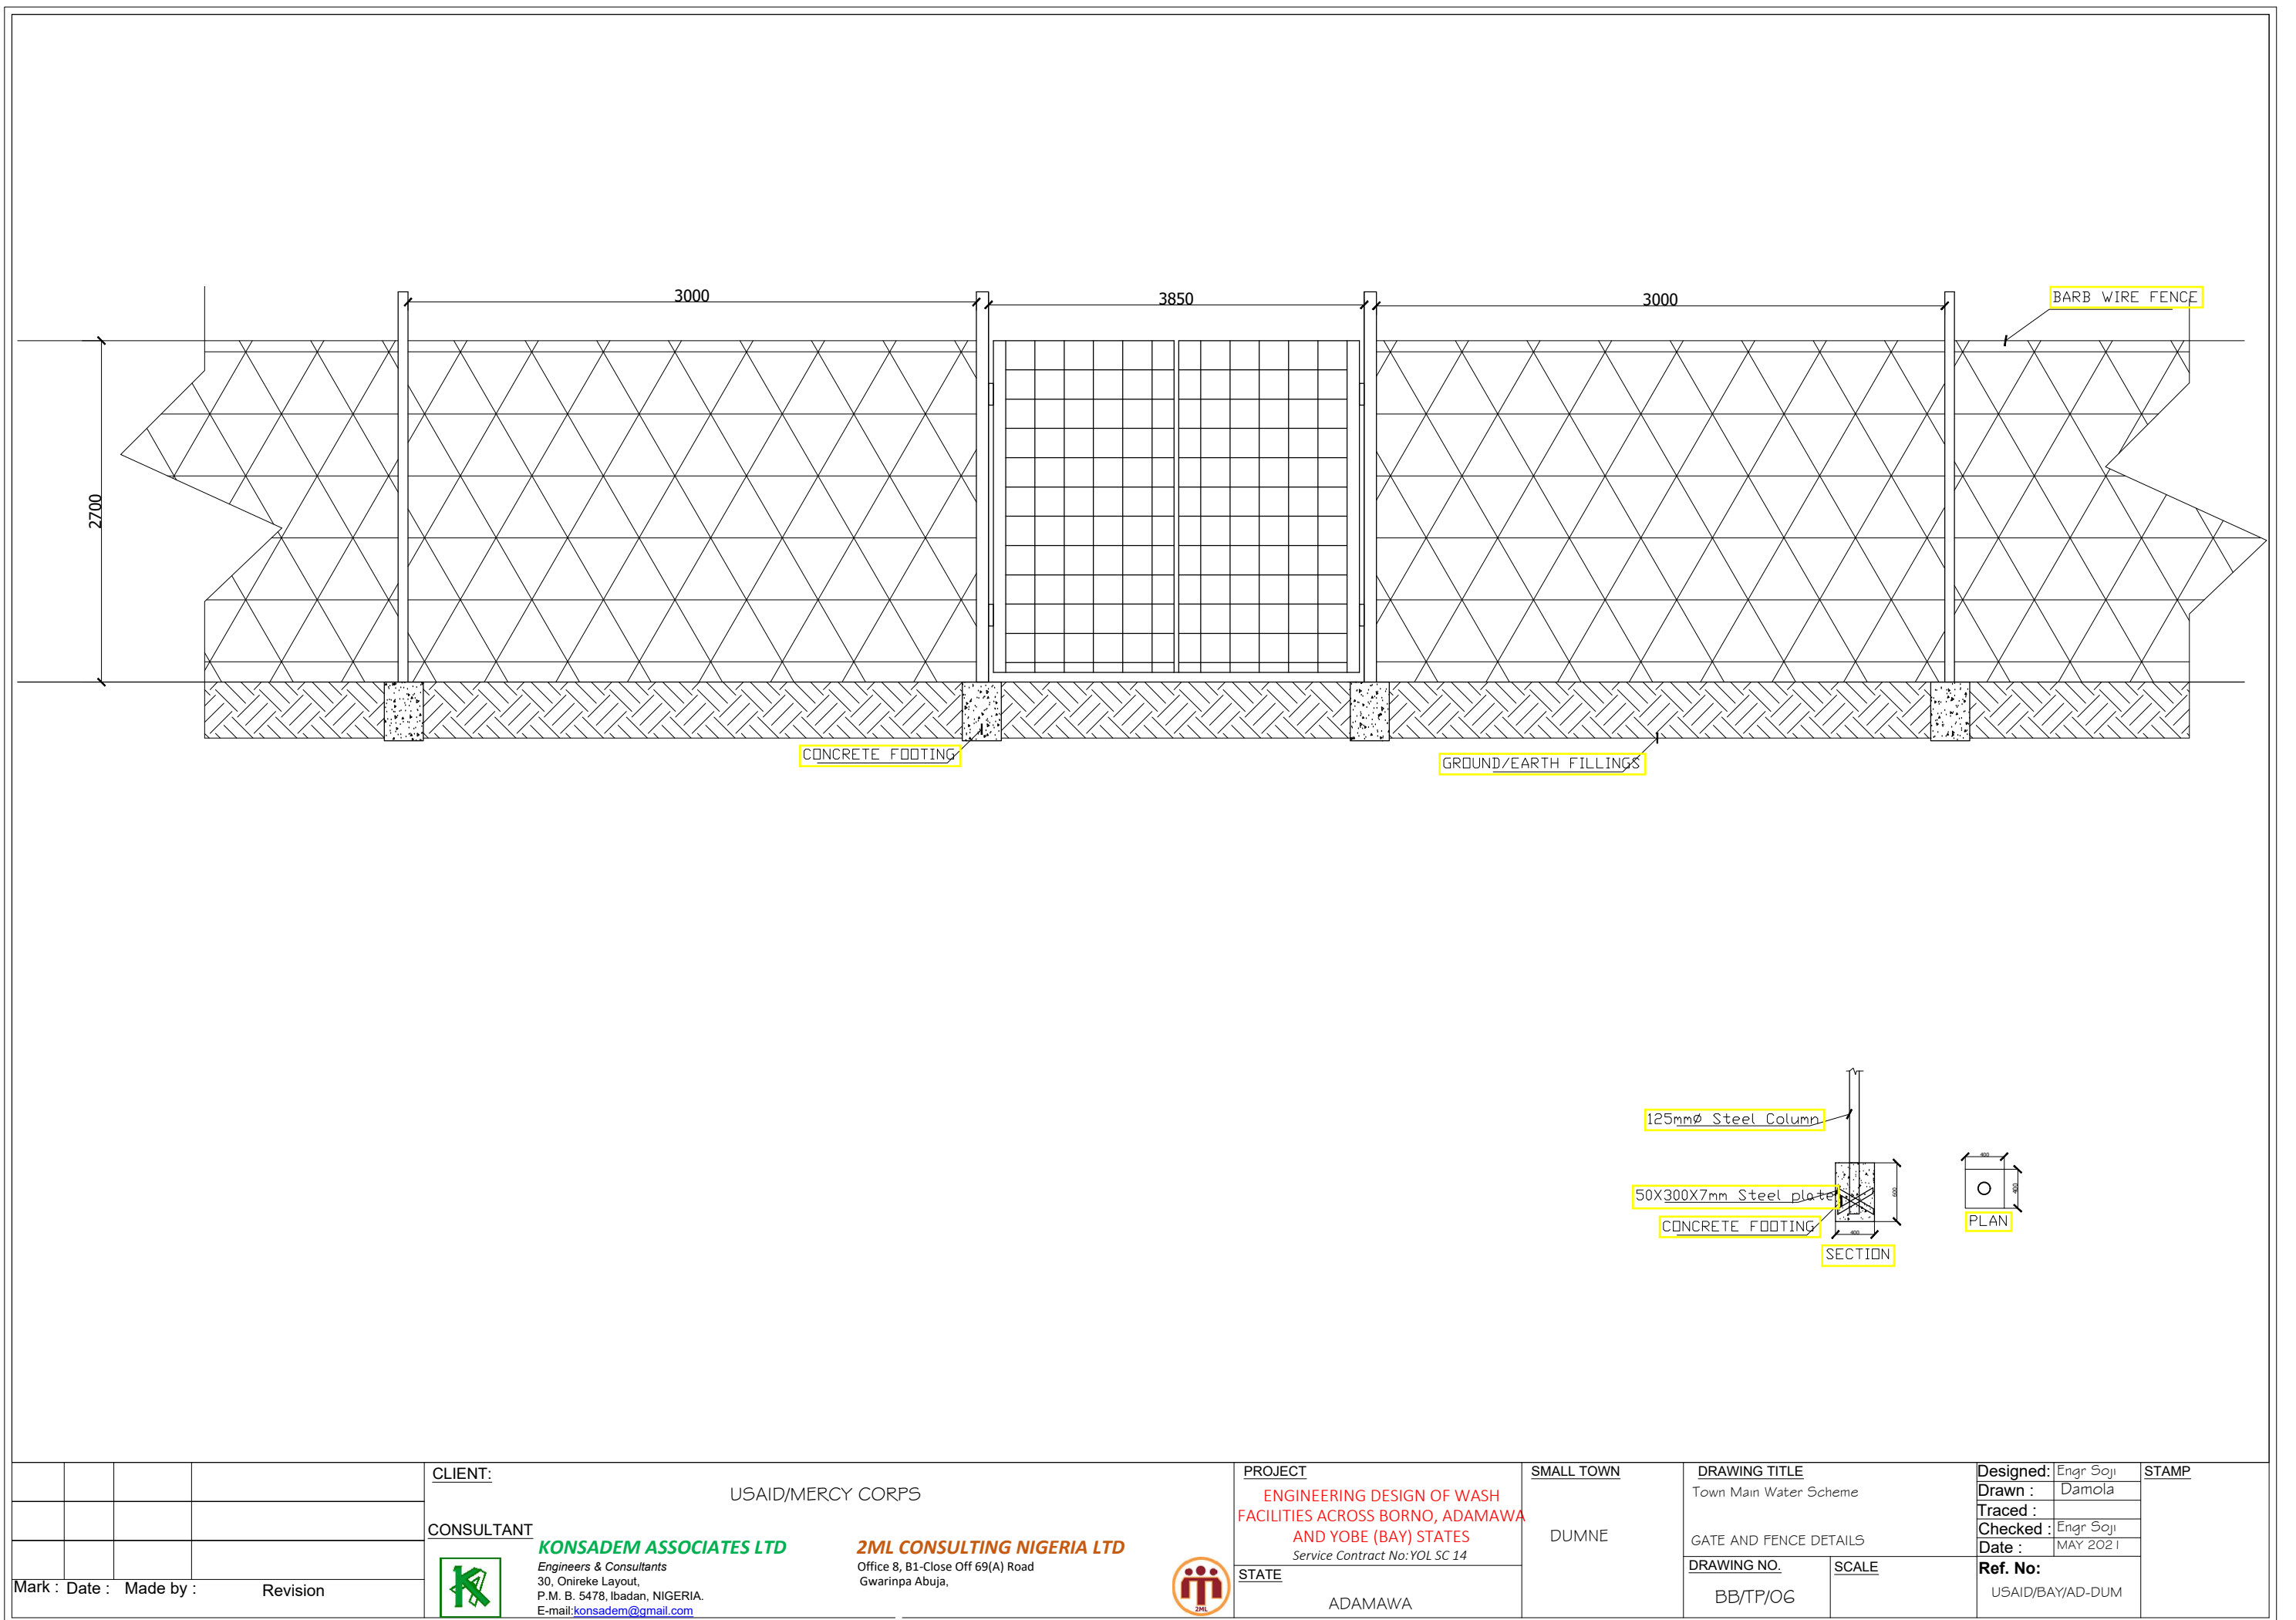 3000
3850
3000
BARB WIRE FENCE
2700
CONCRETE FOOTING
GROUND/EARTH FILLINGS
125mmØ Steel Column
50X300X7mm Steel plate
CONCRETE FOOTING
600
400
SECTION
400
400
PLAN
Mark :
Date :
Made by :
Revision
CLIENT:
USAID/MERCY CORPS
CONSULTANT
KONSADEM ASSOCIATES LTD
Engineers & Consultants
30, Onireke Layout,
P.M. B. 5478, Ibadan, NIGERIA.
E-mail:konsadem@gmail.com
2ML CONSULTING NIGERIA LTD
Office 8, B1-Close Off 69(A) Road
Gwarinpa Abuja,
2ML
PROJECT
ENGINEERING DESIGN OF WASH
FACILITIES ACROSS BORNO, ADAMAWA
AND YOBE (BAY) STATES
Service Contract No:YOL SC 14
STATE
ADAMAWA
SMALL TOWN
DUMNE
DRAWING TITLE
Town Main Water Scheme
GATE AND FENCE DETAILS
DRAWING NO.
BB/TP/06
SCALE
Designed: Engr Soji
Drawn : Damola
Traced :
Checked : Engr Soji
Date : MAY 2021
Ref. No:
USAID/BAY/AD-DUM
STAMP